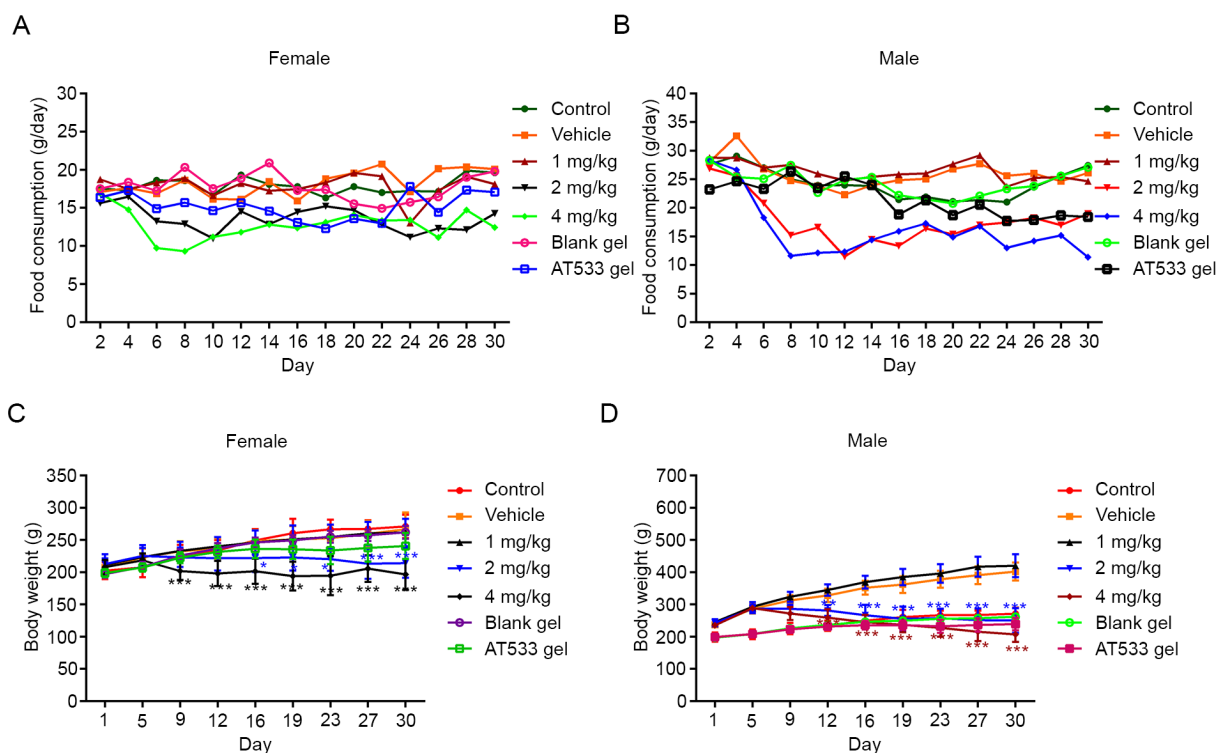 A
Female
Food consumption (g/day)
30
25
20
15
10
5
0
2 4 6 8 10 12 14 16 18 20 22 24 26 28 30
Day
Control
Vehicle
1 mg/kg
2 mg/kg
4 mg/kg
Blank gel
AT533 gel
B
Male
Food consumption (g/day)
40
35
30
25
20
15
10
5
0
2 4 6 8 10 12 14 16 18 20 22 24 26 28 30
Day
Control
Vehicle
1 mg/kg
2 mg/kg
4 mg/kg
Blank gel
AT533 gel
C
Female
Body weight (g)
350
300
250
200
150
100
50
0
1 5 9 12 16 19 23 27 30
Day
Control
Vehicle
1 mg/kg
2 mg/kg
4 mg/kg
Blank gel
AT533 gel
D
Male
Body weight (g)
700
600
500
400
300
200
100
0
1 5 9 12 16 19 23 27 30
Day
Control
Vehicle
1 mg/kg
2 mg/kg
4 mg/kg
Blank gel
AT533 gel